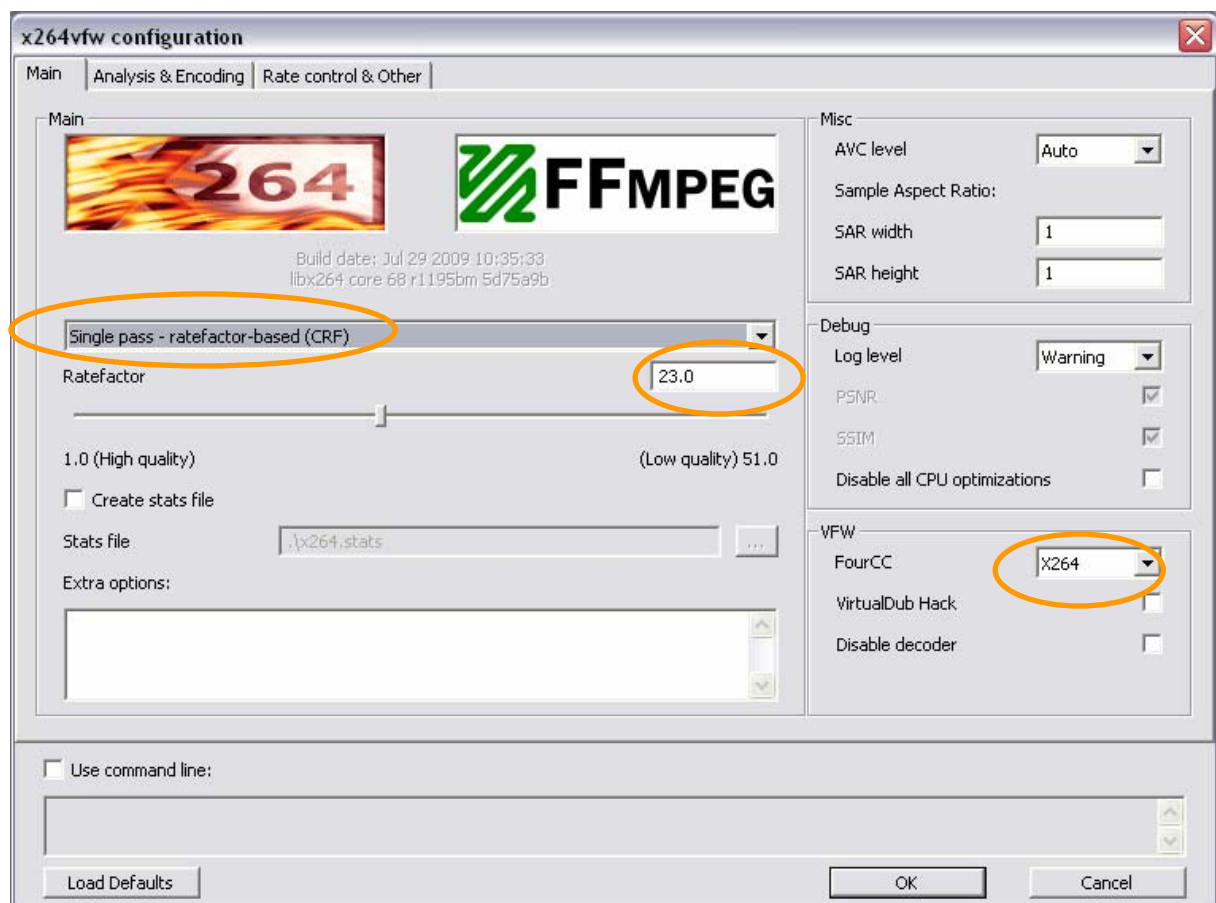 x264vfw configuration
Main
Analysis & Encoding
Rate control & Other
Main
264
FFMPEG
Build date: Jul 29 2009 10:35:33
libx264 core 68 r1195bm 5d75a9b
Single pass - ratefactor-based (CRF)
Ratefactor
23.0
1.0 (High quality)
(Low quality) 51.0
Create stats file
Stats file
.\x264.stats
...
Extra options:
Misc
AVC level
Auto
Sample Aspect Ratio:
SAR width
1
SAR height
1
Debug
Log level
Warning
PSNR
SSIM
Disable all CPU optimizations
VFW
FourCC
X264
VirtualDub Hack
Disable decoder
Use command line:
Load Defaults
OK
Cancel